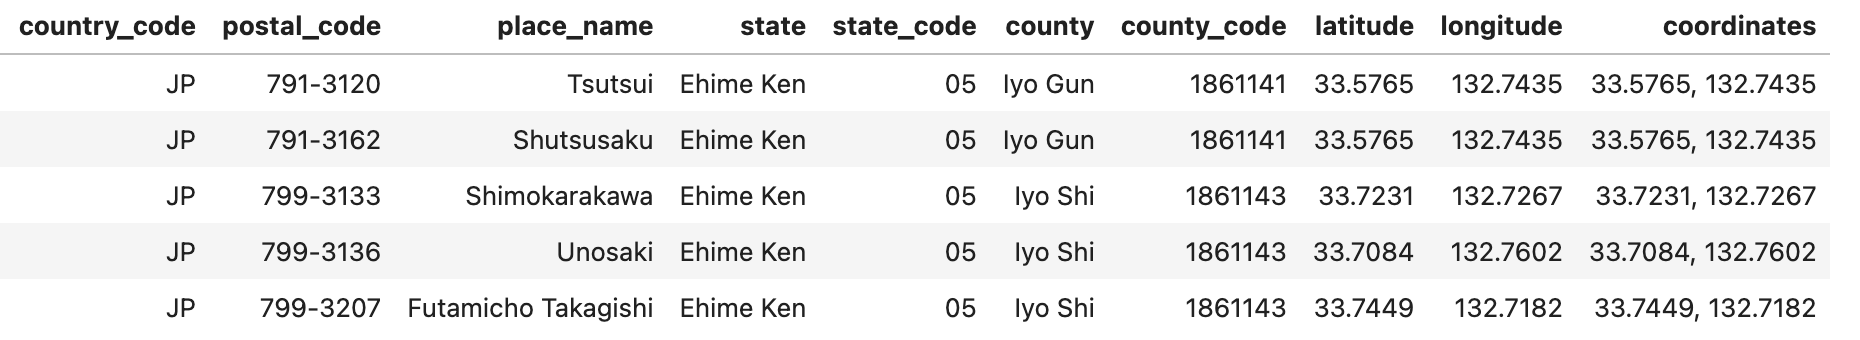 country_code postal_code place_name state state_code county county_code latitude longitude coordinates
JP 791-3120 Tsutsui Ehime Ken 05 Iyo Gun 1861141 33.5765 132.7435 33.5765, 132.7435
JP 791-3162 Shutsusaku Ehime Ken 05 Iyo Gun 1861141 33.5765 132.7435 33.5765, 132.7435
JP 799-3133 Shimokarakawa Ehime Ken 05 Iyo Shi 1861143 33.7231 132.7267 33.7231, 132.7267
JP 799-3136 Unosaki Ehime Ken 05 Iyo Shi 1861143 33.7084 132.7602 33.7084, 132.7602
JP 799-3207 Futamicho Takagishi Ehime Ken 05 Iyo Shi 1861143 33.7449 132.7182 33.7449, 132.7182